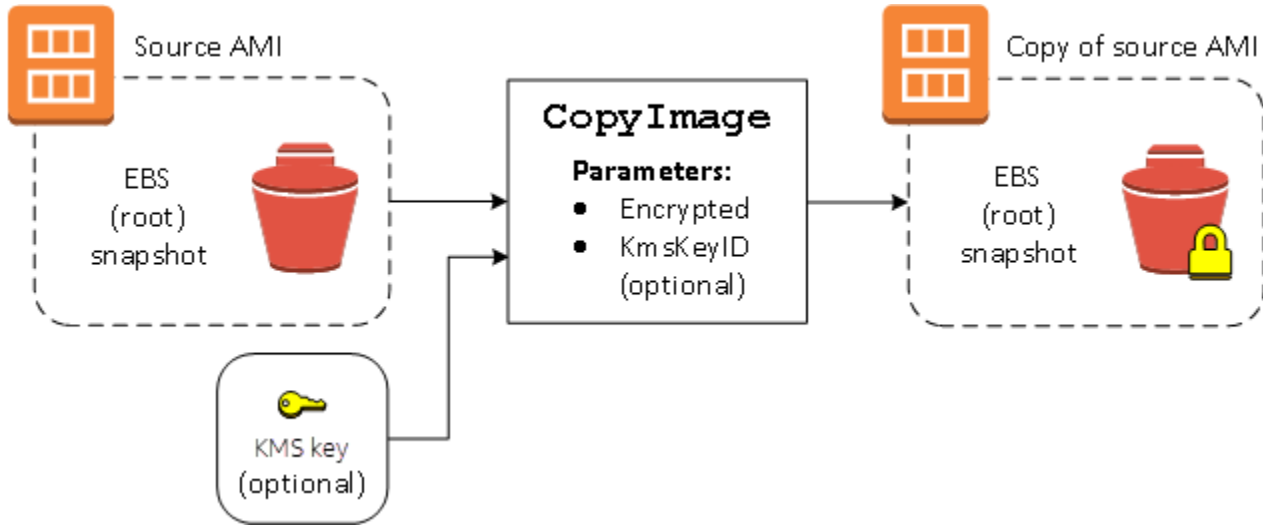 Source AMI
EBS
(root)
snapshot
CopyImage
Parameters:
● Encrypted
● KmsKeyID
(optional)
Copy of source AMI
EBS
(root)
snapshot
KMS key
(optional)